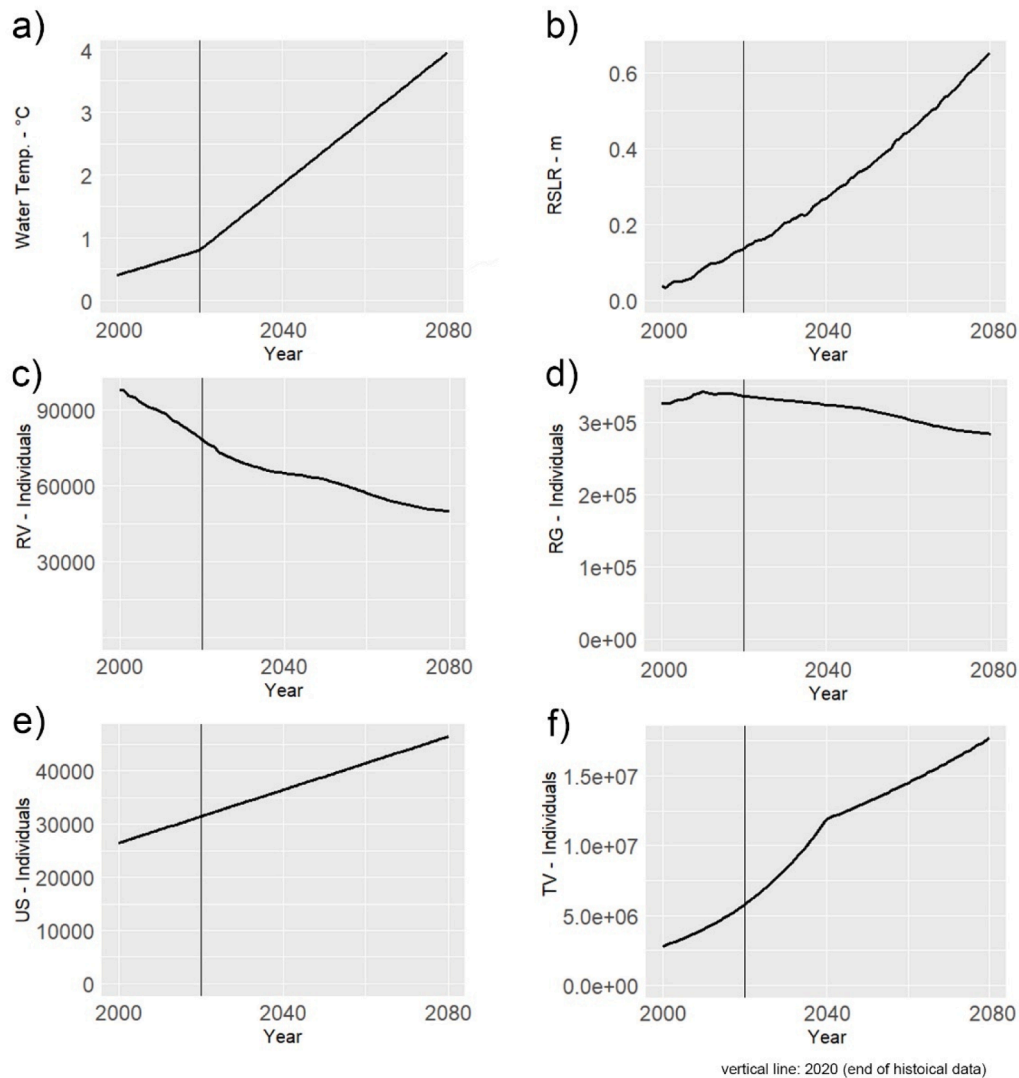 a)
Water Temp. - °C
4
3
2
1
0
2000 2040 2080
Year
b)
RSLR - m
0.6
0.4
0.2
0.0
2000 2040 2080
Year
c)
RV - Individuals
90000
60000
30000
2000 2040 2080
Year
d)
RG - Individuals
3e+05
2e+05
1e+05
0e+00
2000 2040 2080
Year
e)
US - Individuals
40000
30000
20000
10000
0
2000 2040 2080
Year
f)
TV - Individuals
1.5e+07
1.0e+07
5.0e+06
0.0e+00
2000 2040 2080
Year
vertical line: 2020 (end of histoical data)